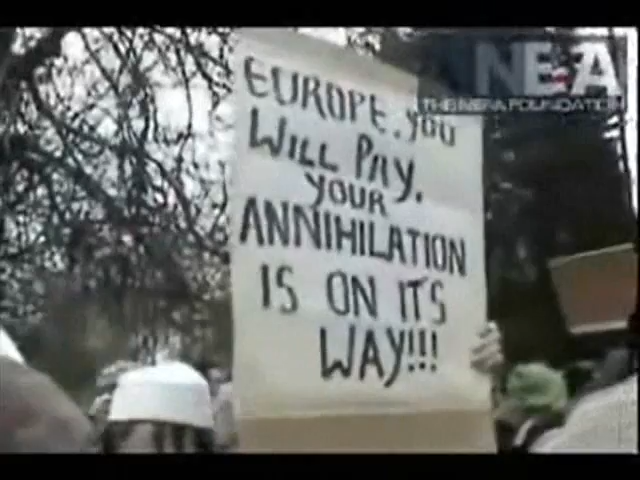 NEFA
THE NEFA FOUNDATION
EUROPE. YOU
WILL PAY.
YOUR
ANNIHILATION
IS ON ITS
WAY!!!